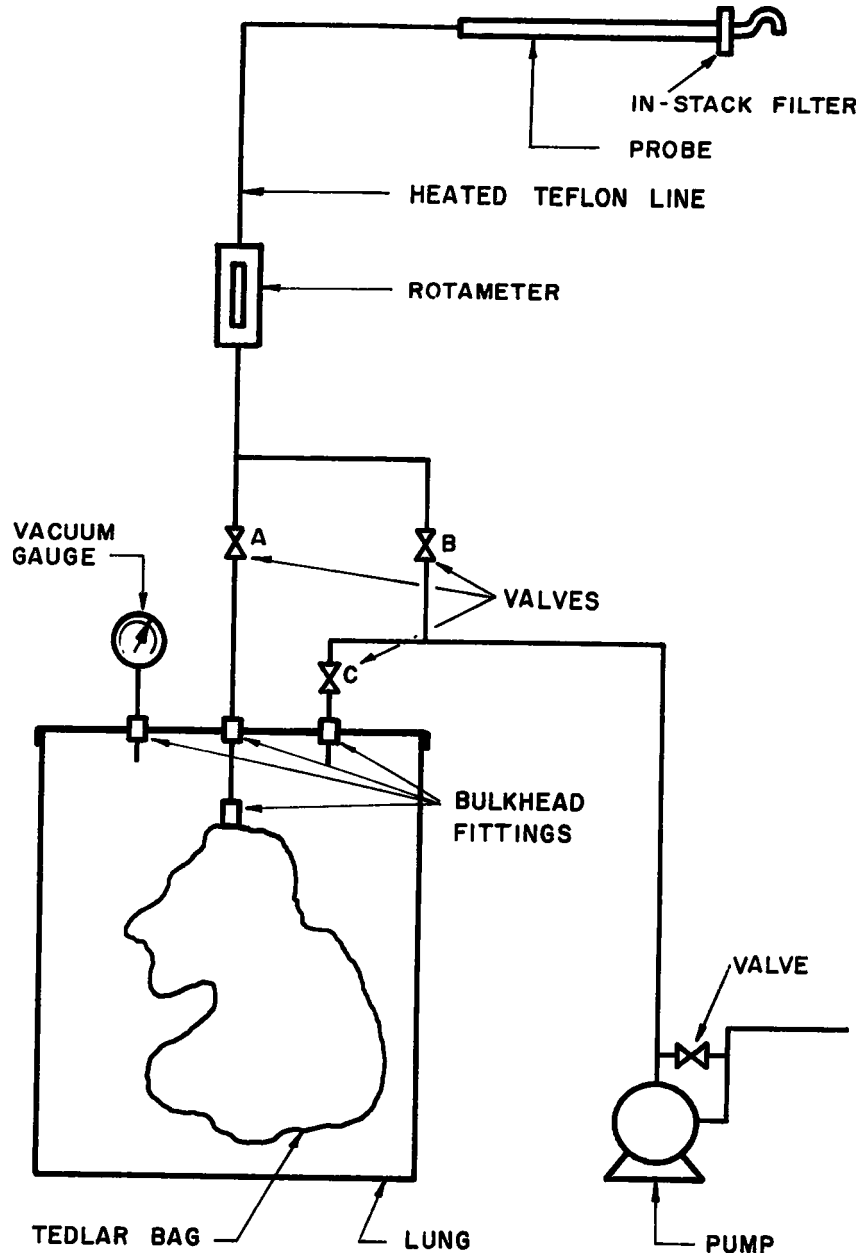 IN-STACK FILTER
PROBE
HEATED TEFLON LINE
ROTAMETER
VACUUM
GAUGE
A
B
VALVES
C
BULKHEAD
FITTINGS
VALVE
TEDLAR BAG
LUNG
PUMP